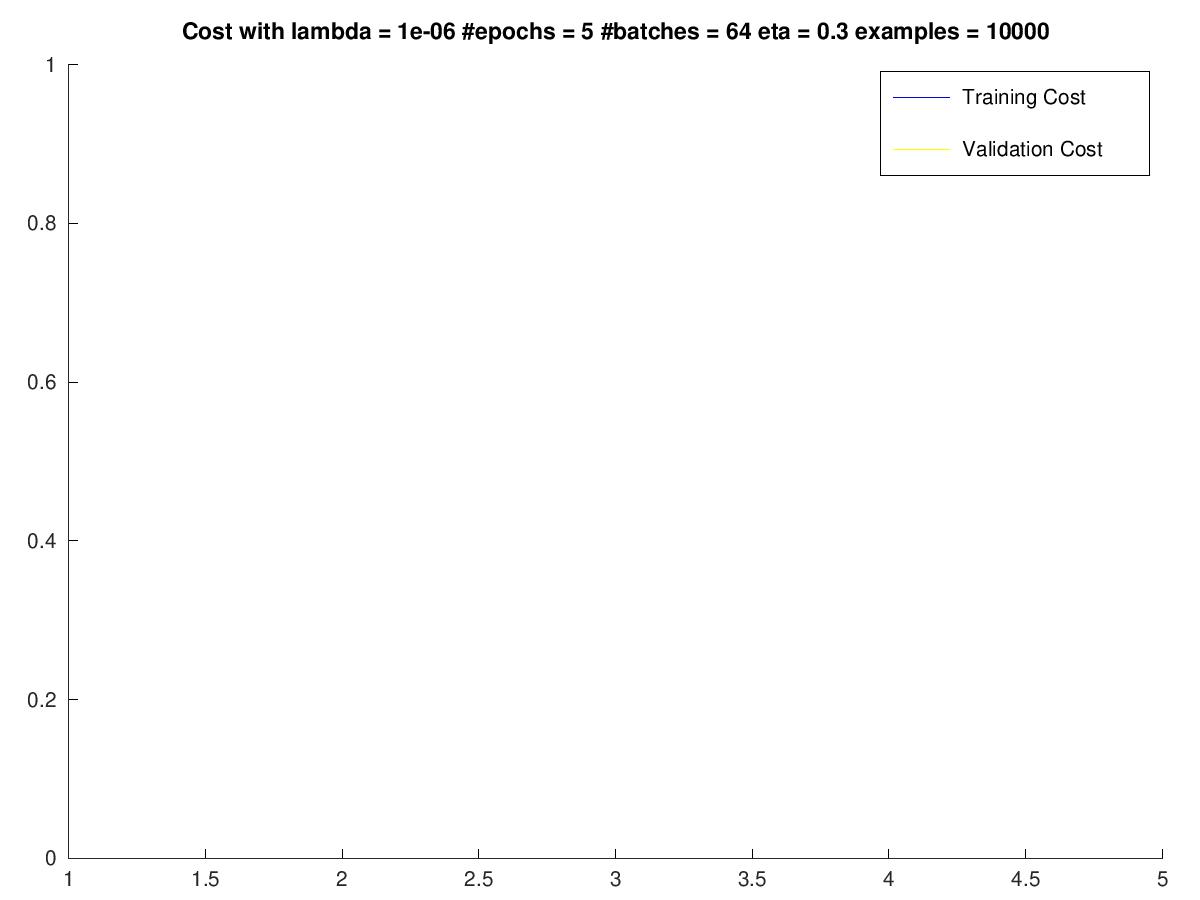 Cost with lambda = 1e-06 #epochs = 5 #batches = 64 eta = 0.3 examples = 10000
1
Training Cost
Validation Cost
0.8
0.6
0.4
0.2
0
1 1.5 2 2.5 3 3.5 4 4.5 5